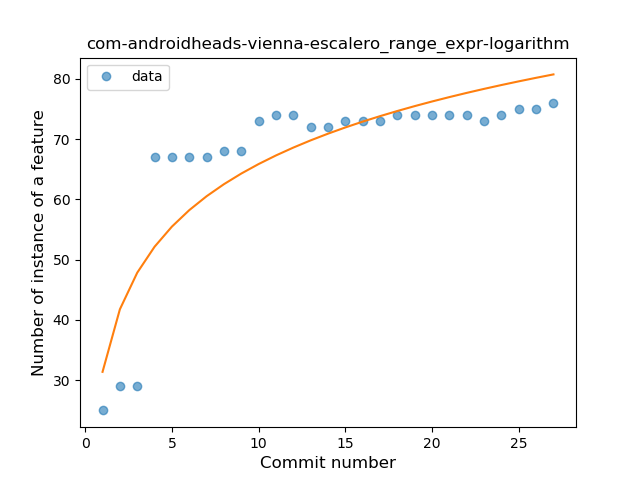 com-androidheads-vienna-escalero_range_expr-logarithm
data
80
70
60
50
40
30
Number of instance of a feature
0 5 10 15 20 25
Commit number